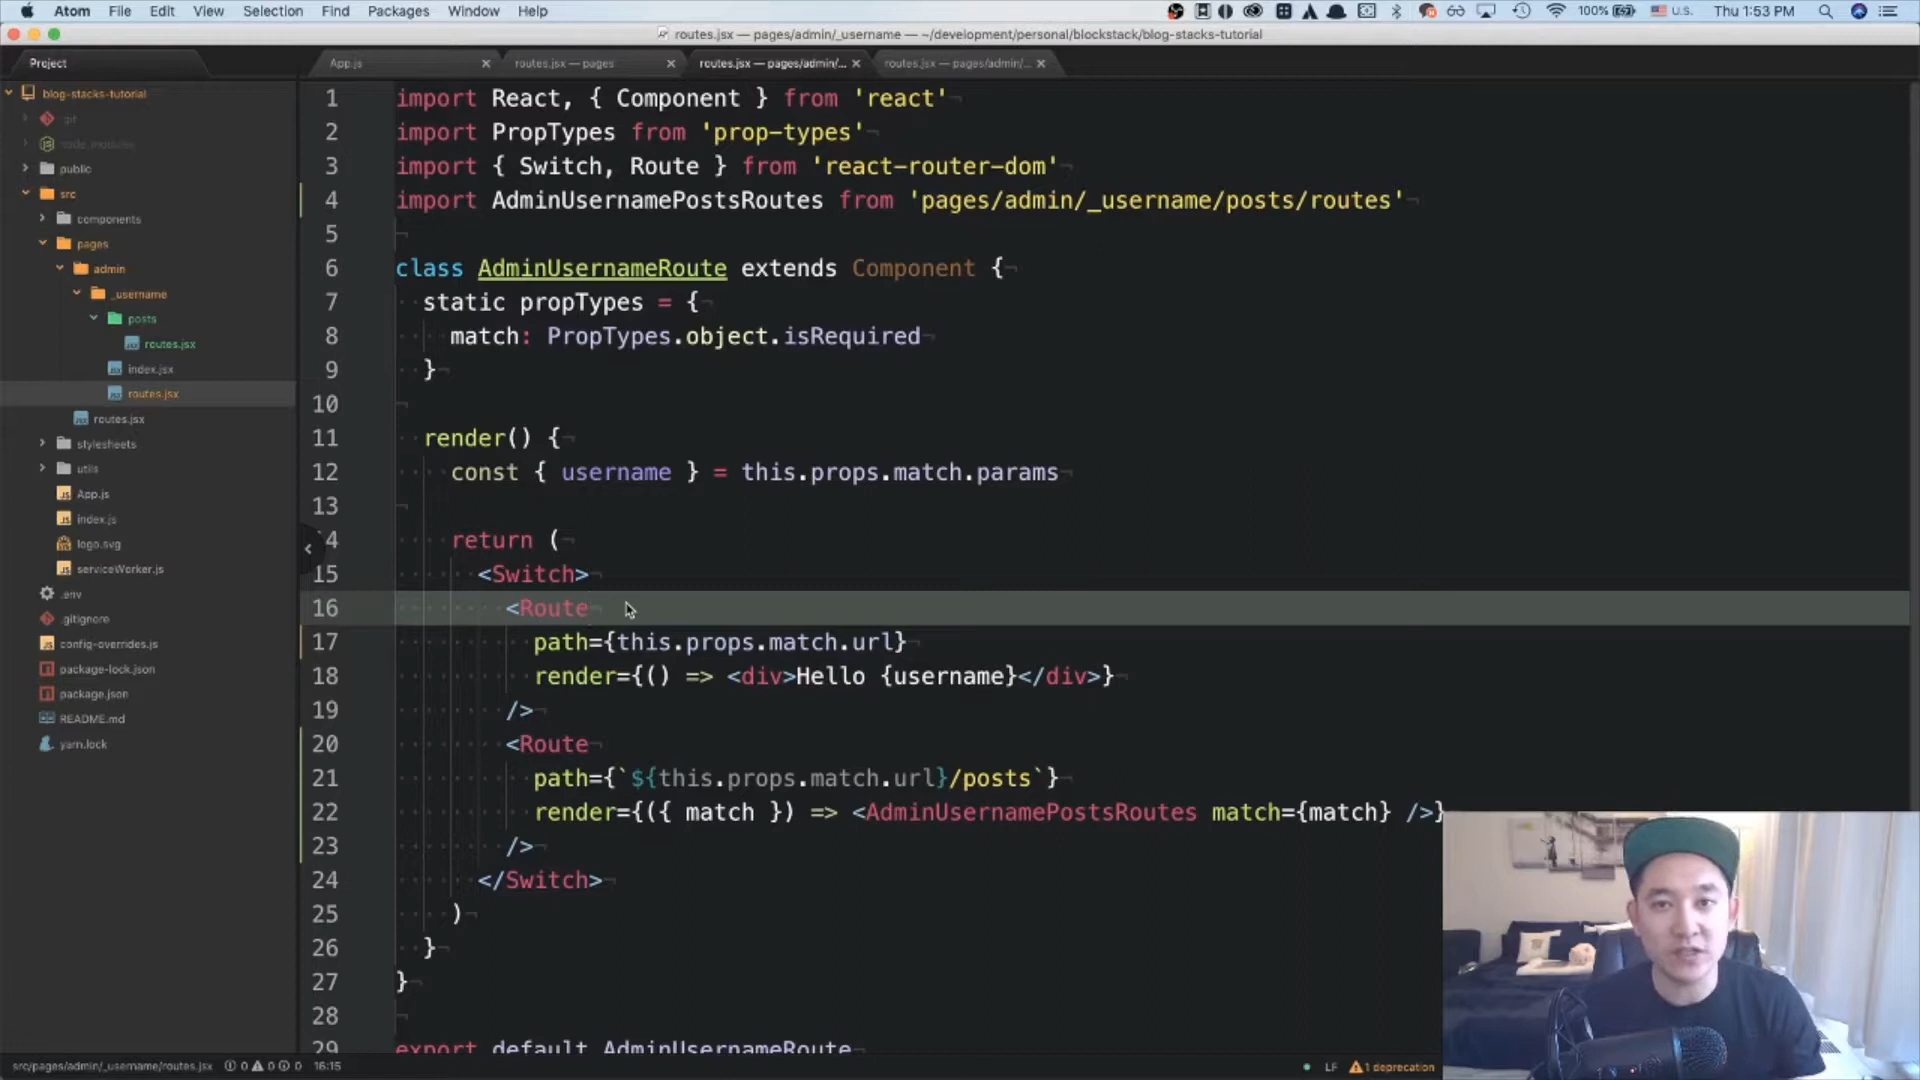 Atom File Edit View Selection Find Packages Window Help 100% U.S. Thu 1:53 PM
routes.jsx — pages/admin/_username — ~/development/personal/blockstack/blog-stacks-tutorial
Project App.js routes.jsx — pages routes.jsx — pages/admin/... routes.jsx — pages/admin/...
blog-stacks-tutorial
.git
node_modules
public
src
components
pages
admin
_username
posts
routes.jsx
index.jsx
routes.jsx
routes.jsx
stylesheets
utils
App.js
index.js
logo.svg
serviceWorker.js
.env
.gitignore
config-overrides.js
package-lock.json
package.json
README.md
yarn.lock
1 import React, { Component } from 'react'
2 import PropTypes from 'prop-types'
3 import { Switch, Route } from 'react-router-dom'
4 import AdminUsernamePostsRoutes from 'pages/admin/_username/posts/routes'
5
6 class AdminUsernameRoute extends Component {
7 static propTypes = {
8 match: PropTypes.object.isRequired
9 }
10
11 render() {
12 const { username } = this.props.match.params
13
14 return (
15 <Switch>
16 <Route
17 path={this.props.match.url}
18 render={() => <div>Hello {username}</div>}
19 />
20 <Route
21 path={`${this.props.match.url}/posts`}
22 render={({ match }) => <AdminUsernamePostsRoutes match={match} />}
23 />
24 </Switch>
25 )
26 }
27 }
28
29 export default AdminUsernameRoute
src/pages/admin/_username/routes.jsx 0 0 0 16:15 LF 1 deprecation